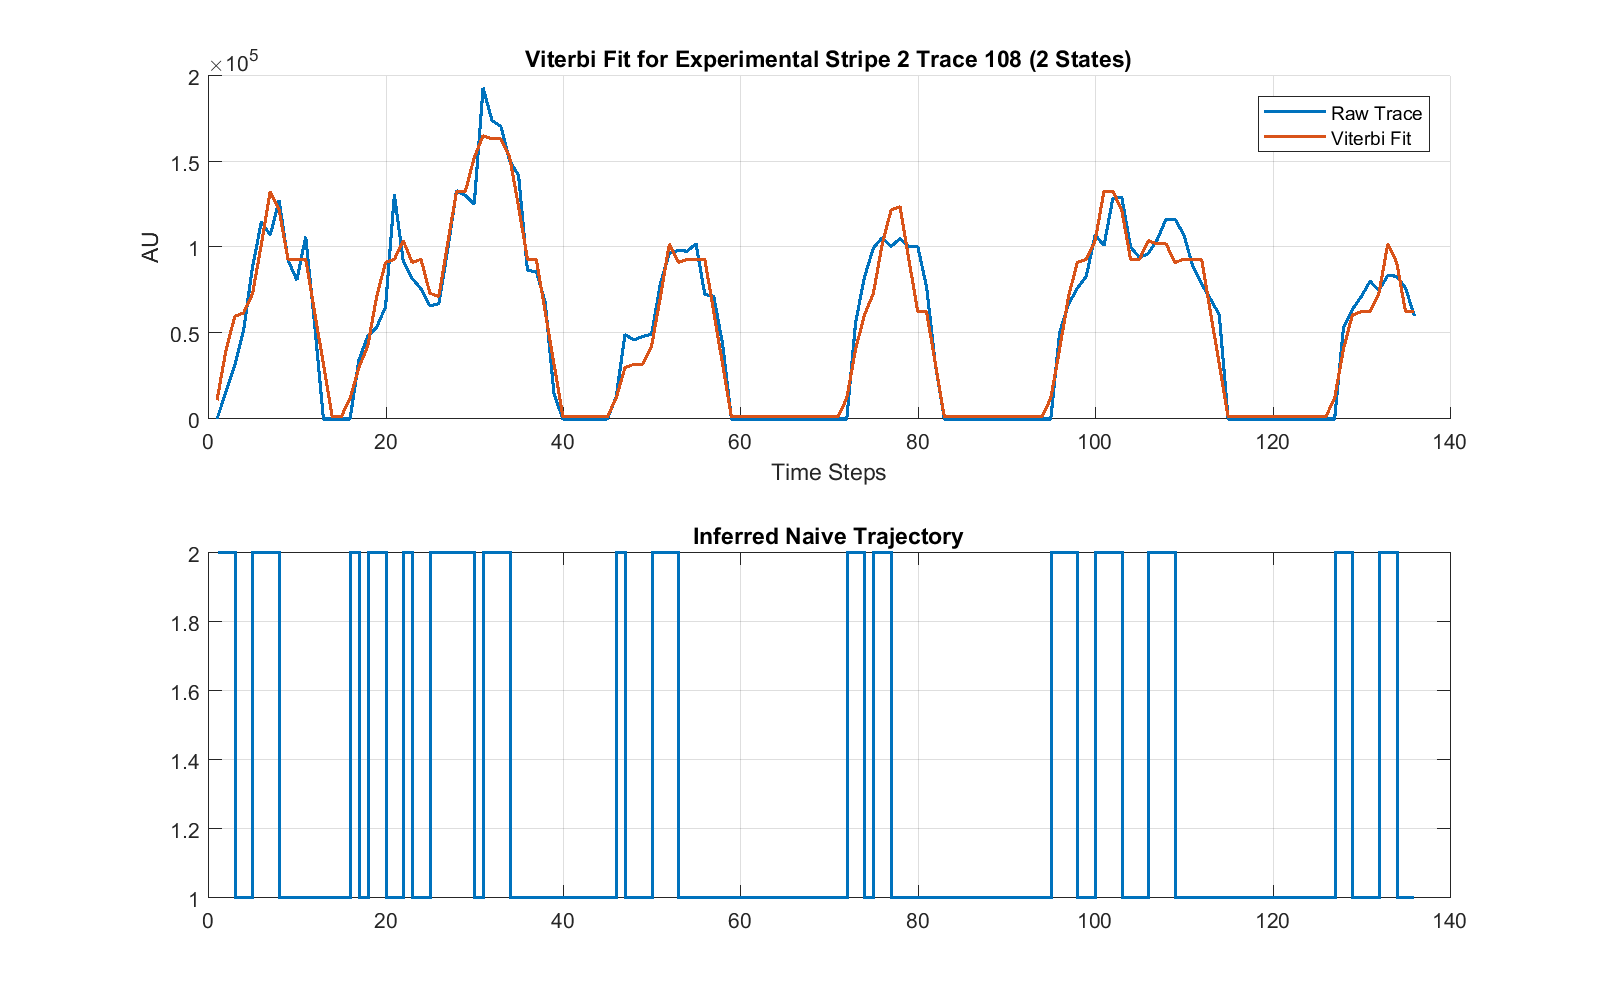 Viterbi Fit for Experimental Stripe 2 Trace 108 (2 States)
×10⁵
2
1.5
1
0.5
0
AU
Raw Trace
Viterbi Fit
0 20 40 60 80 100 120 140
Time Steps
Inferred Naive Trajectory
2
1.8
1.6
1.4
1.2
1
0 20 40 60 80 100 120 140